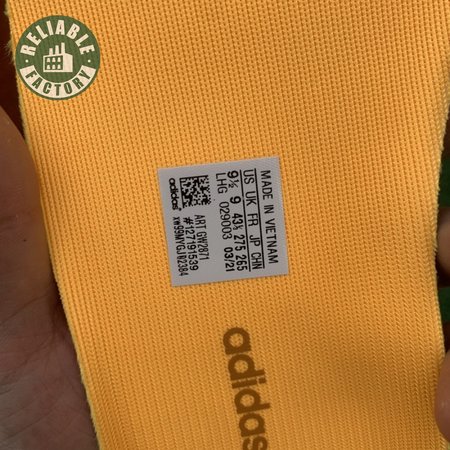 RELIABLE
FACTORY
MADE IN VIETNAM
US UK FR JP CHN
9½ 9 43⅓ 275 265
LHG 029003 03/21
adidas
ART GW2871
#127191539
xw99MYGJN2384
adidas